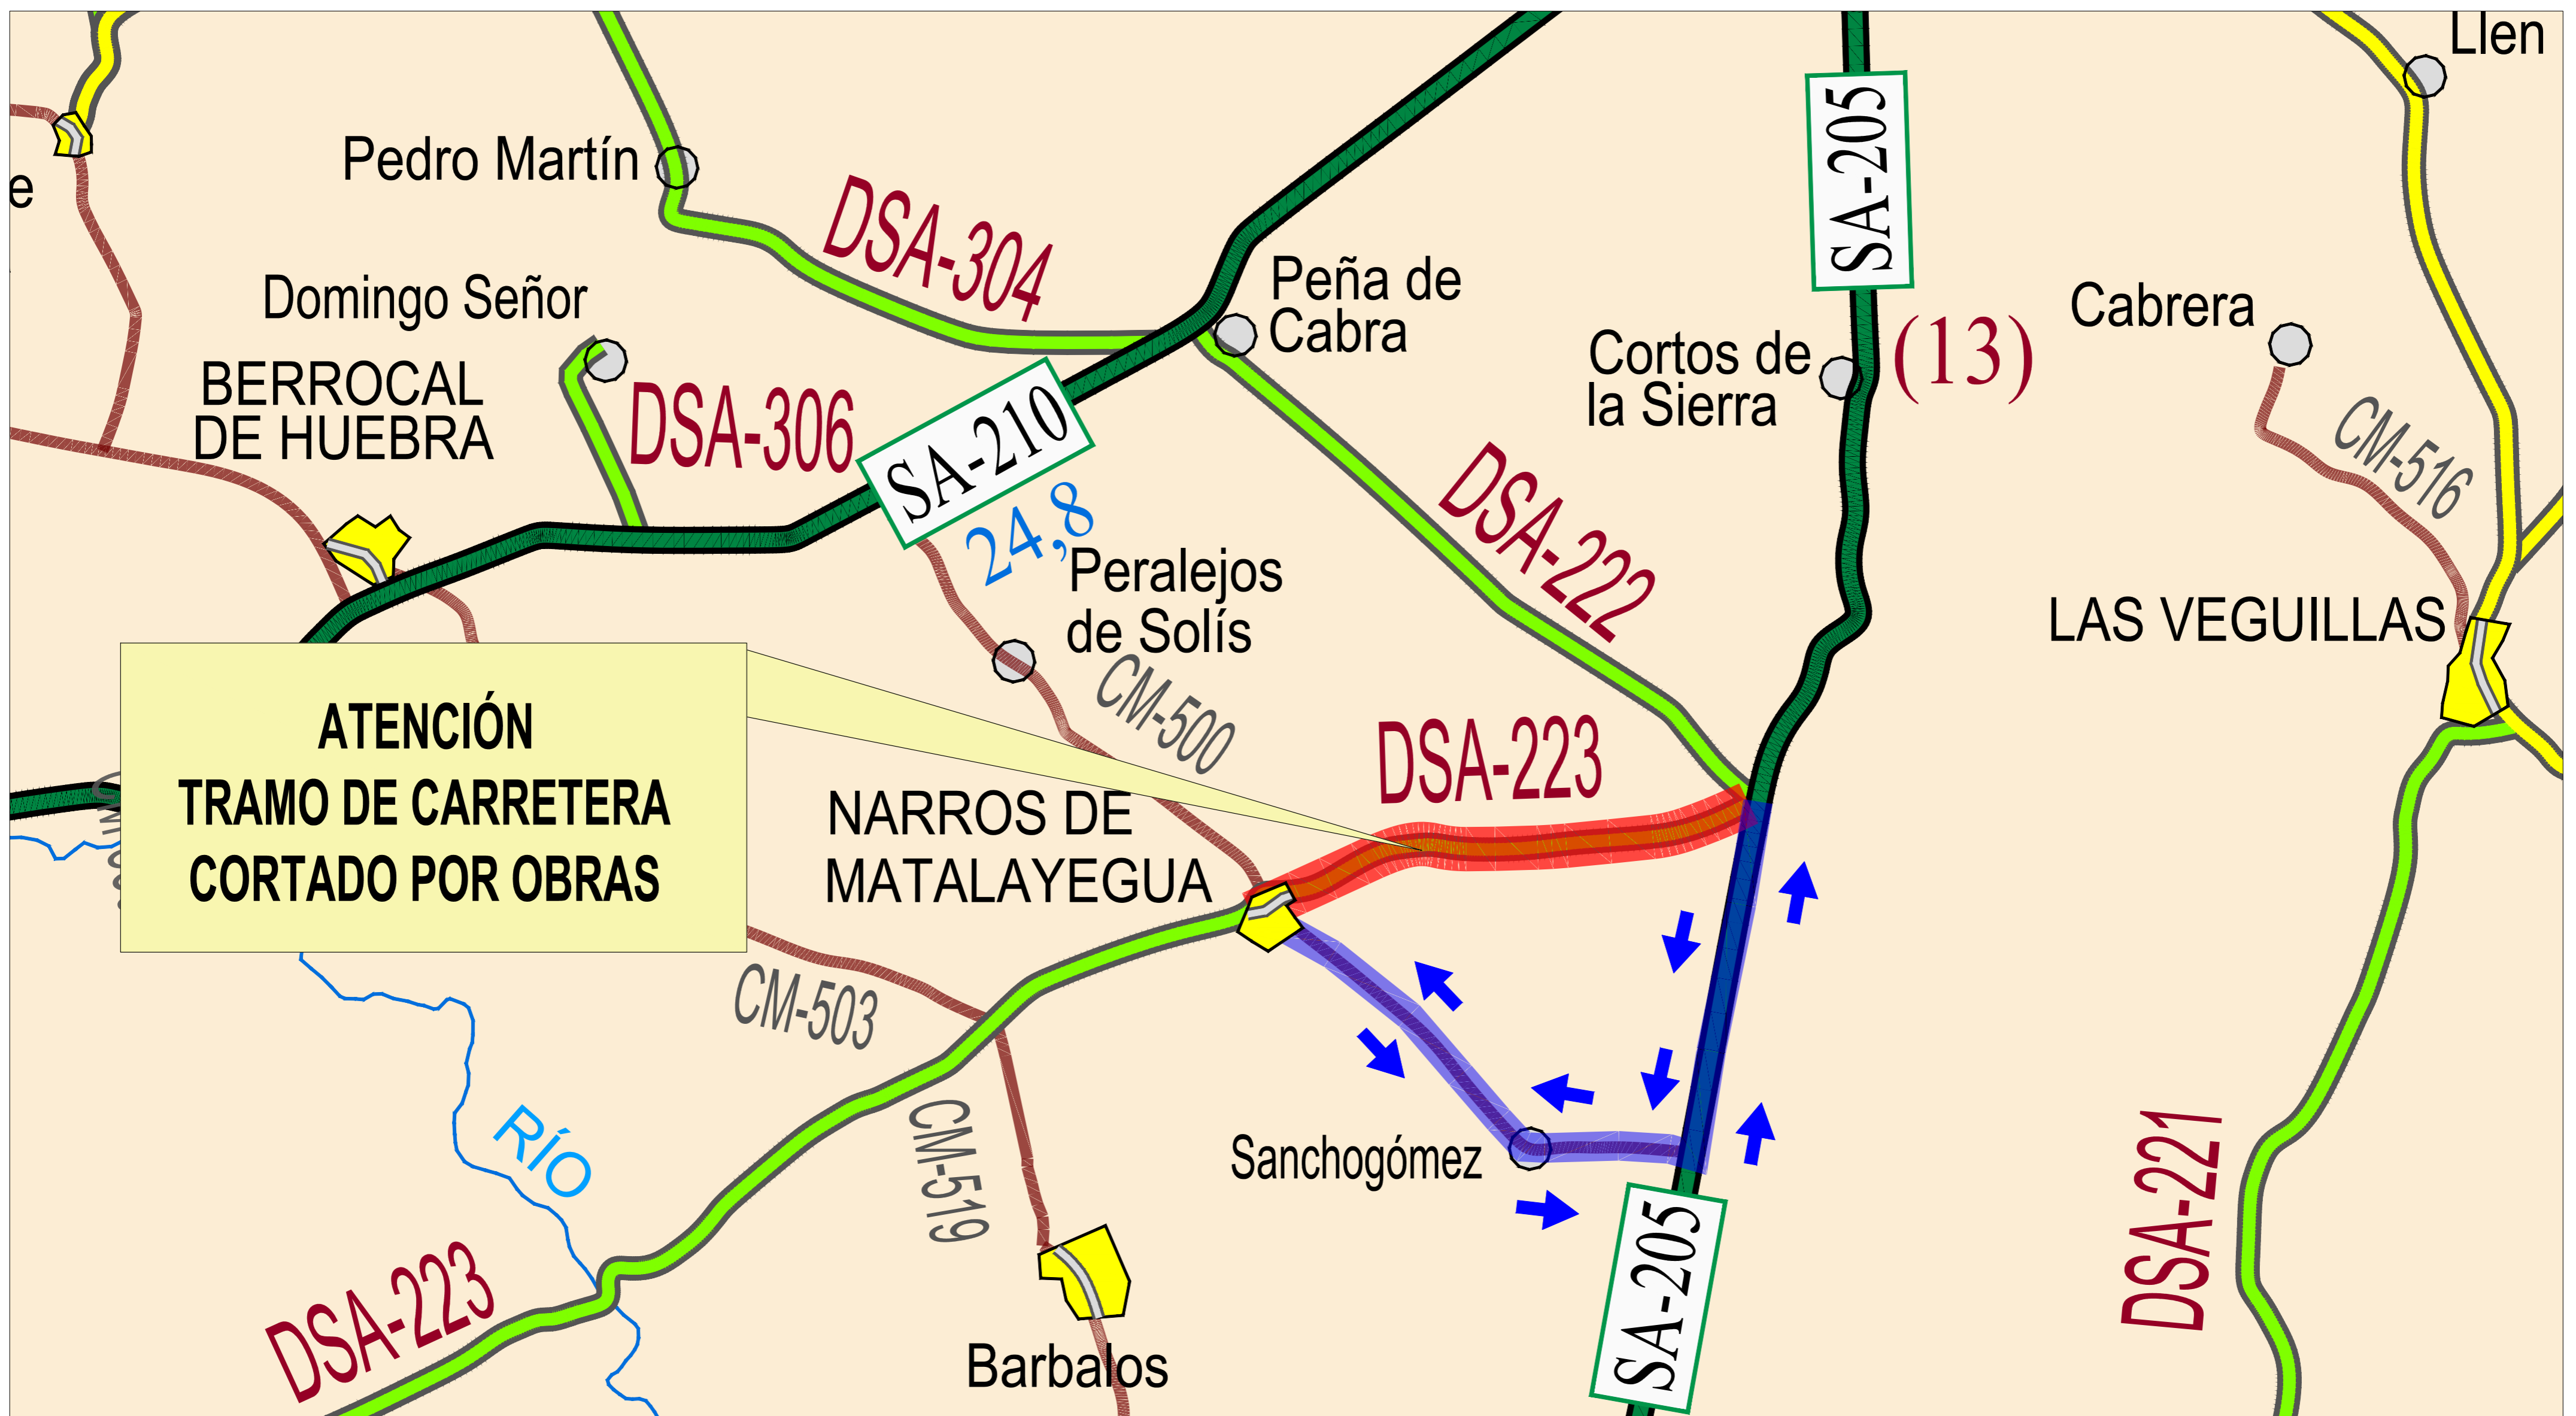 Llen
e
Pedro Martín
SA-205
DSA-304
Peña de
Cabra
Domingo Señor
Cabrera
(13)
Cortos de
la Sierra
BERROCAL
DE HUEBRA
DSA-306
SA-210
24,8
CM-516
DSA-222
Peralejos
de Solís
LAS VEGUILLAS
CM-500
ATENCIÓN
TRAMO DE CARRETERA
CORTADO POR OBRAS
DSA-223
NARROS DE
MATALAYEGUA
CM-503
RÍO
CM-519
Sanchogómez
DSA-221
SA-205
DSA-223
Barbalos